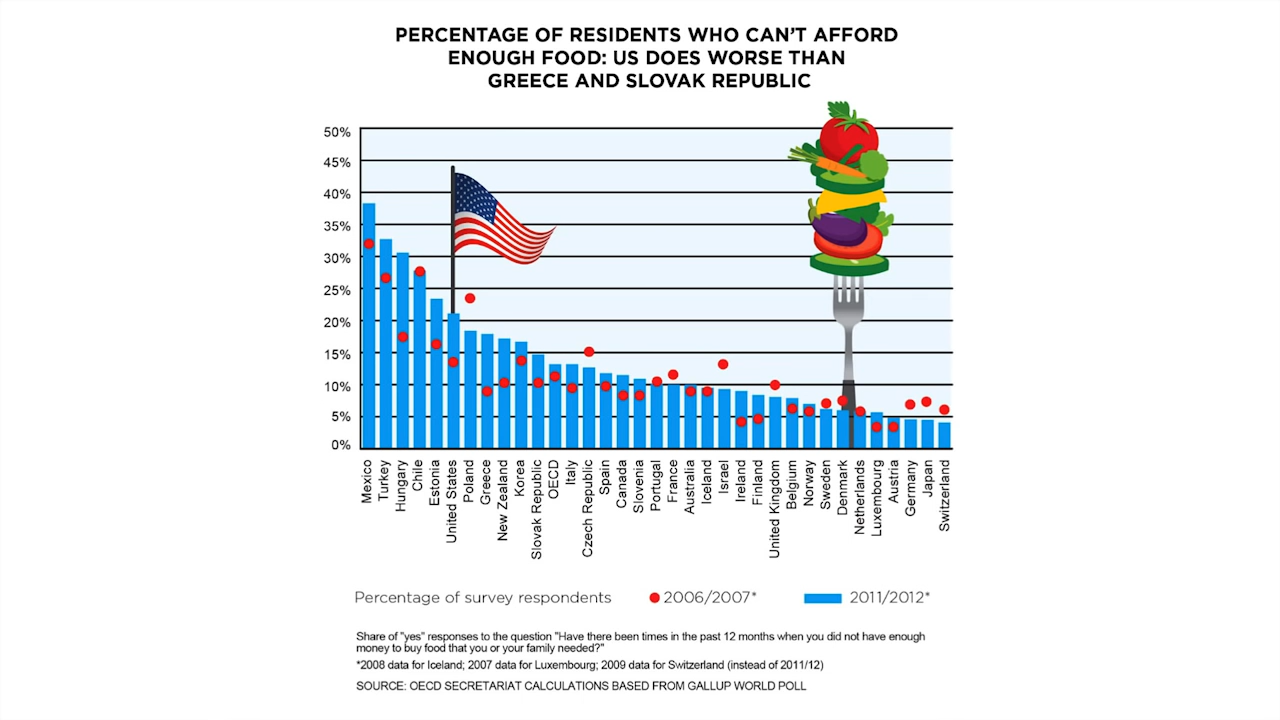 PERCENTAGE OF RESIDENTS WHO CAN'T AFFORD
ENOUGH FOOD: US DOES WORSE THAN
GREECE AND SLOVAK REPUBLIC
50%
45%
40%
35%
30%
25%
20%
15%
10%
5%
0%
Mexico
Turkey
Hungary
Chile
Estonia
United States
Poland
Greece
New Zealand
Korea
Slovak Republic
OECD
Italy
Czech Republic
Spain
Canada
Slovenia
Portugal
France
Australia
Iceland
Israel
Ireland
Finland
United Kingdom
Belgium
Norway
Sweden
Denmark
Netherlands
Luxembourg
Austria
Germany
Japan
Switzerland
Percentage of survey respondents 2006/2007* 2011/2012*
Share of "yes" responses to the question "Have there been times in the past 12 months when you did not have enough
money to buy food that you or your family needed?"
*2008 data for Iceland; 2007 data for Luxembourg; 2009 data for Switzerland (instead of 2011/12)
SOURCE: OECD SECRETARIAT CALCULATIONS BASED FROM GALLUP WORLD POLL